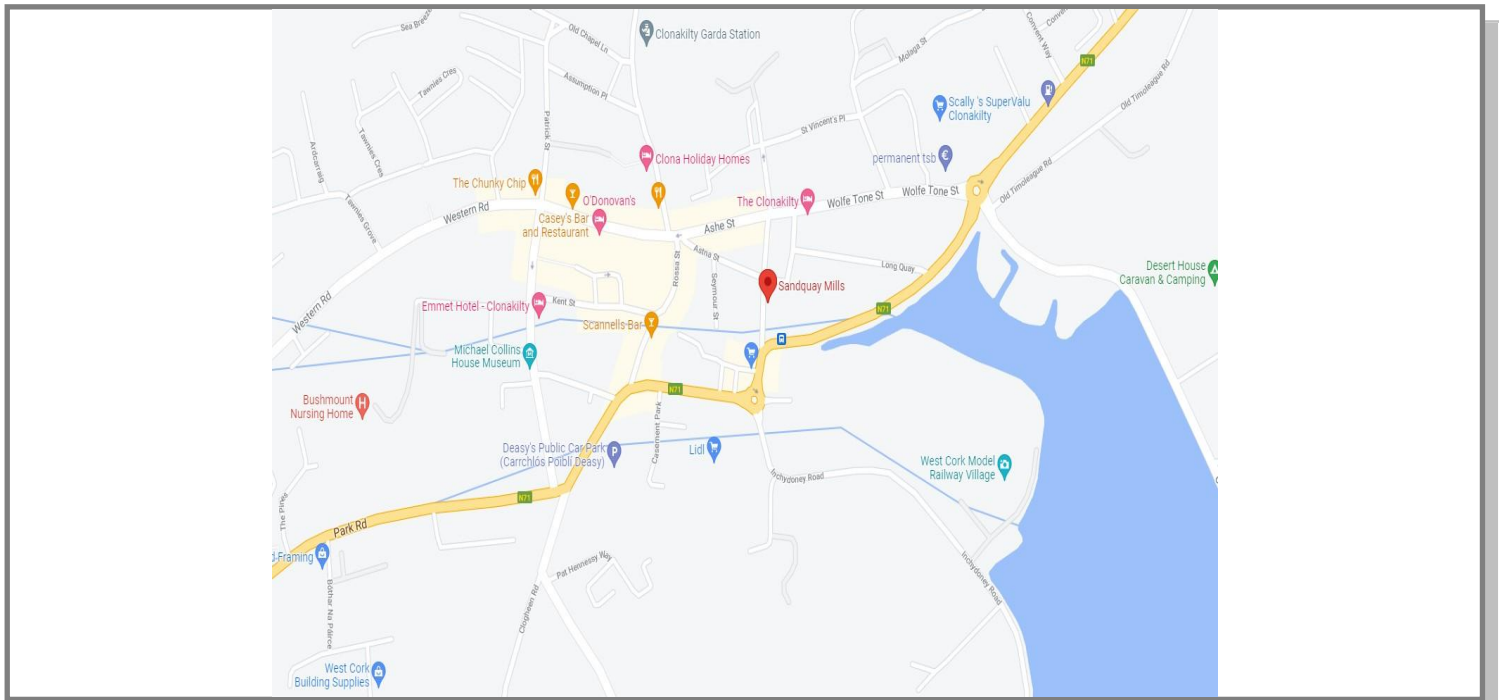 Sea Breeze
Old Chapel Ln
Clonakilty Garda Station
Molaga St
Convent Way
N71
Tawnies Cres
Assumption Pl
Old Timoleague Rd
Scally 's SuperValu
Clonakilty
Patrick St
St Vincent's Pl
Ardcarraig
Tawnies Cres
Clona Holiday Homes
permanent tsb
The Chunky Chip
O'Donovan's
The Clonakilty
Wolfe Tone St
Wolfe Tone St
Old Timoleague Rd
Tawnies Grove
Western Rd
Casey's Bar
and Restaurant
Ashe St
Astna St
Rossa St
Seymour St
Long Quay
Desert House
Caravan & Camping
Sandquay Mills
Western Rd
Emmet Hotel - Clonakilty
Kent St
N71
Scannells Bar
Michael Collins
House Museum
N71
Bushmount
Nursing Home
Casement Park
Deasy's Public Car Park
(Carrchlós Poiblí Deasy)
Lidl
West Cork Model
Railway Village
Inchydoney Road
The Pines
N71
Park Rd
d Framing
Pat Hennessy Way
Inchydoney Road
Bóthar Na Páirce
Clogheen Rd
West Cork
Building Supplies